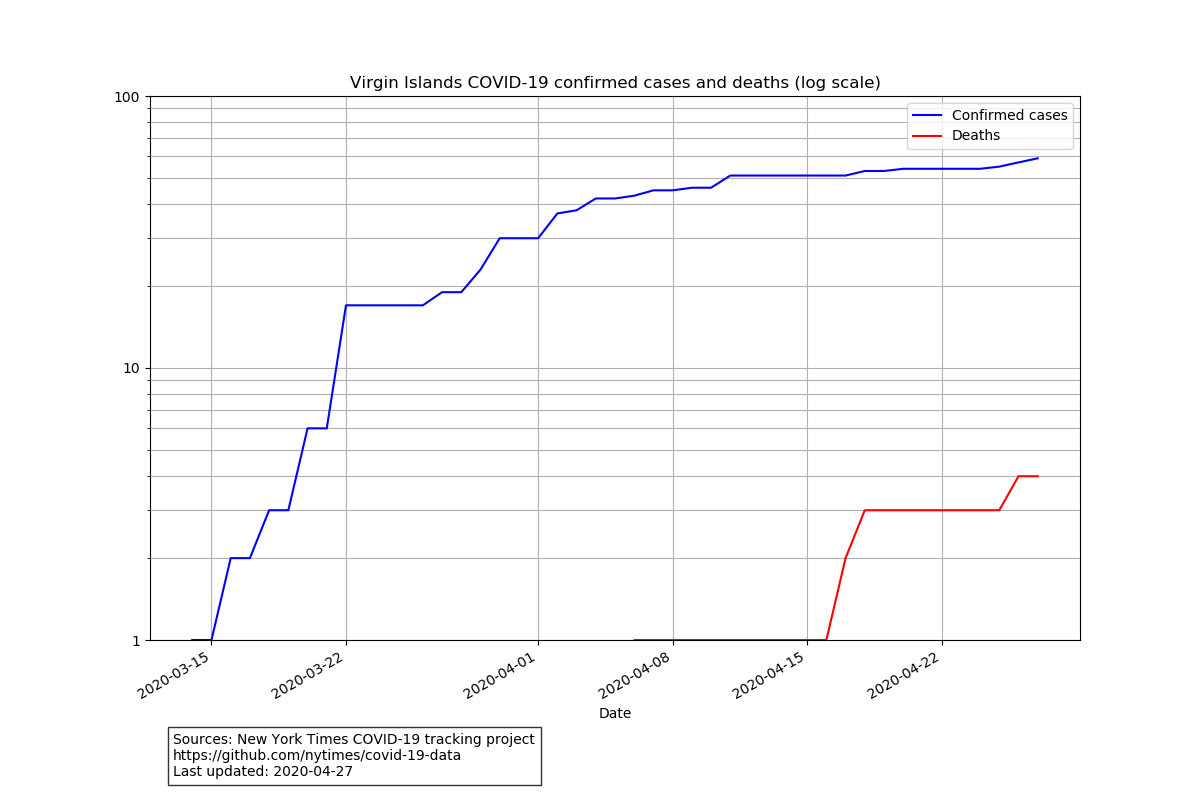 Virgin Islands COVID-19 confirmed cases and deaths (log scale)
100
10
1
Confirmed cases
Deaths
2020-03-15
2020-03-22
2020-04-01
2020-04-08
2020-04-15
2020-04-22
Date
Sources: New York Times COVID-19 tracking project
https://github.com/nytimes/covid-19-data
Last updated: 2020-04-27